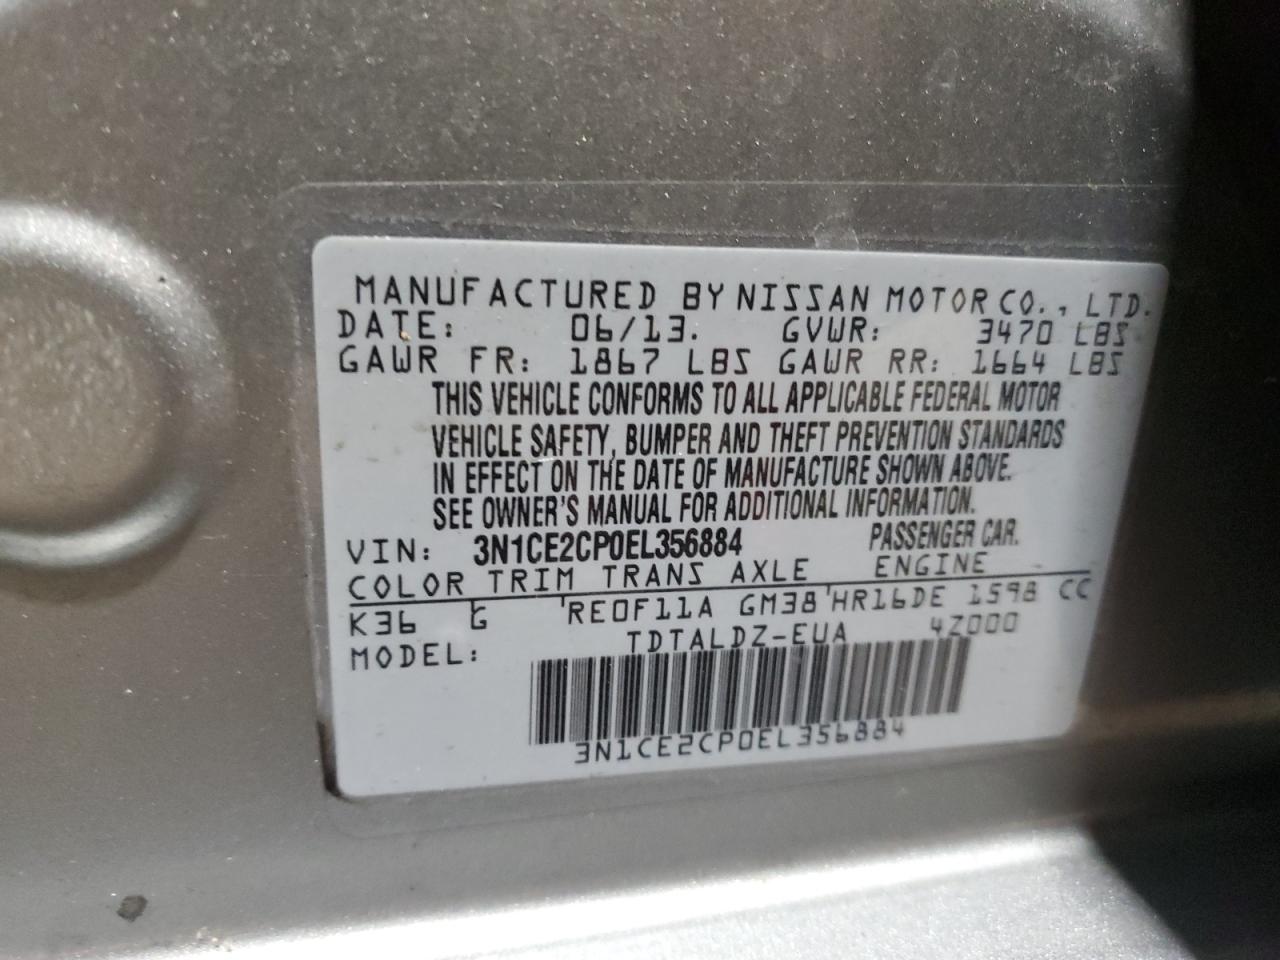 MANUFACTURED BY NISSAN MOTOR CO., LTD.
DATE: 06/13. GVWR: 3470 LBS
GAWR FR: 1867 LBS GAWR RR: 1664 LBS
THIS VEHICLE CONFORMS TO ALL APPLICABLE FEDERAL MOTOR
VEHICLE SAFETY, BUMPER AND THEFT PREVENTION STANDARDS
IN EFFECT ON THE DATE OF MANUFACTURE SHOWN ABOVE.
SEE OWNER'S MANUAL FOR ADDITIONAL INFORMATION.
VIN: 3N1CE2CP0EL356884 PASSENGER CAR.
COLOR TRIM TRANS AXLE ENGINE
K36 G RE0F11A GM38 HR16DE 1598 CC
MODEL: TDTALDZ-EUA 4Z000
3N1CE2CP0EL356884